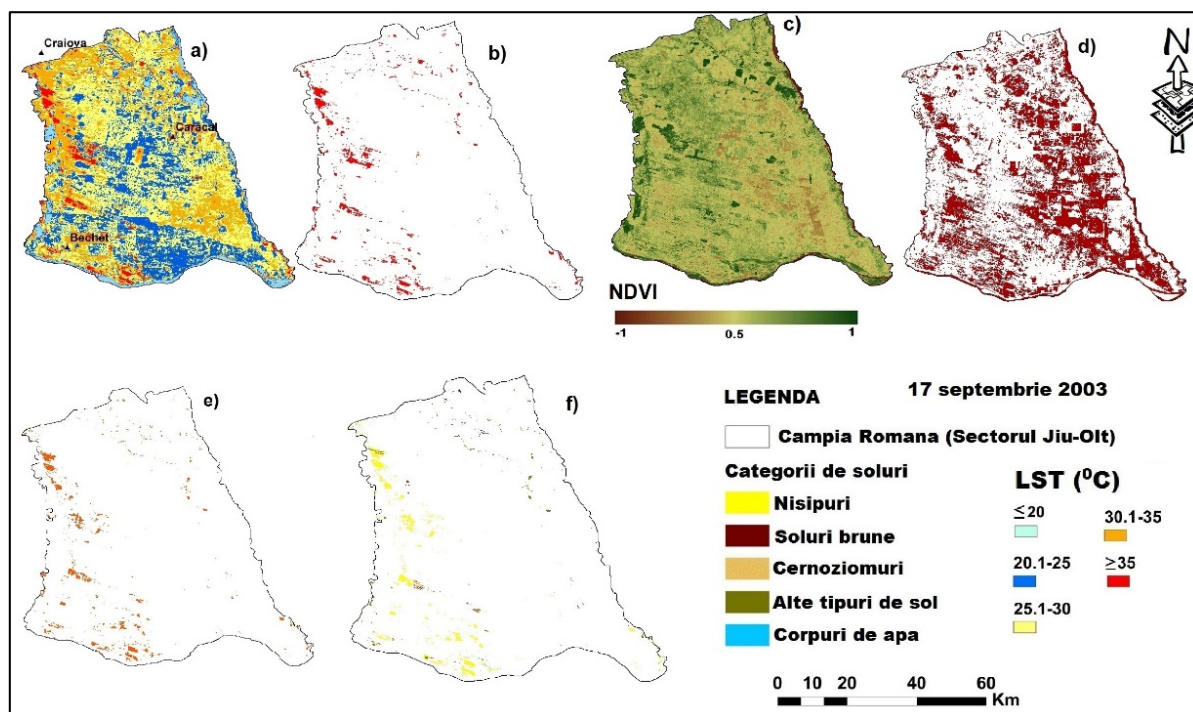 a)
Craiova
Caracal
Bechet
b)
c)
NDVI
-1 0.5 1
d)
N
e)
f)
17 septembrie 2003
LEGENDA
Campia Romana (Sectorul Jiu-Olt)
Categorii de soluri
Nisipuri
Soluri brune
Cernoziomuri
Alte tipuri de sol
Corpuri de apa
LST (⁰C)
≤20
30.1-35
20.1-25
≥35
25.1-30
0 10 20 40 60
Km